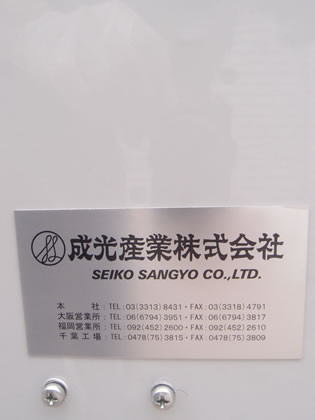 成光産業株式会社
SEIKO SANGYO CO.,LTD.
本社:TEL:03(3313)8431・FAX:03(3318)4791
大阪営業所:TEL:06(6794)3951・FAX:06(6794)3817
福岡営業所:TEL:092(452)2600・FAX:092(452)2610
千葉工場:TEL:0478(75)3815・FAX:0478(75)3809